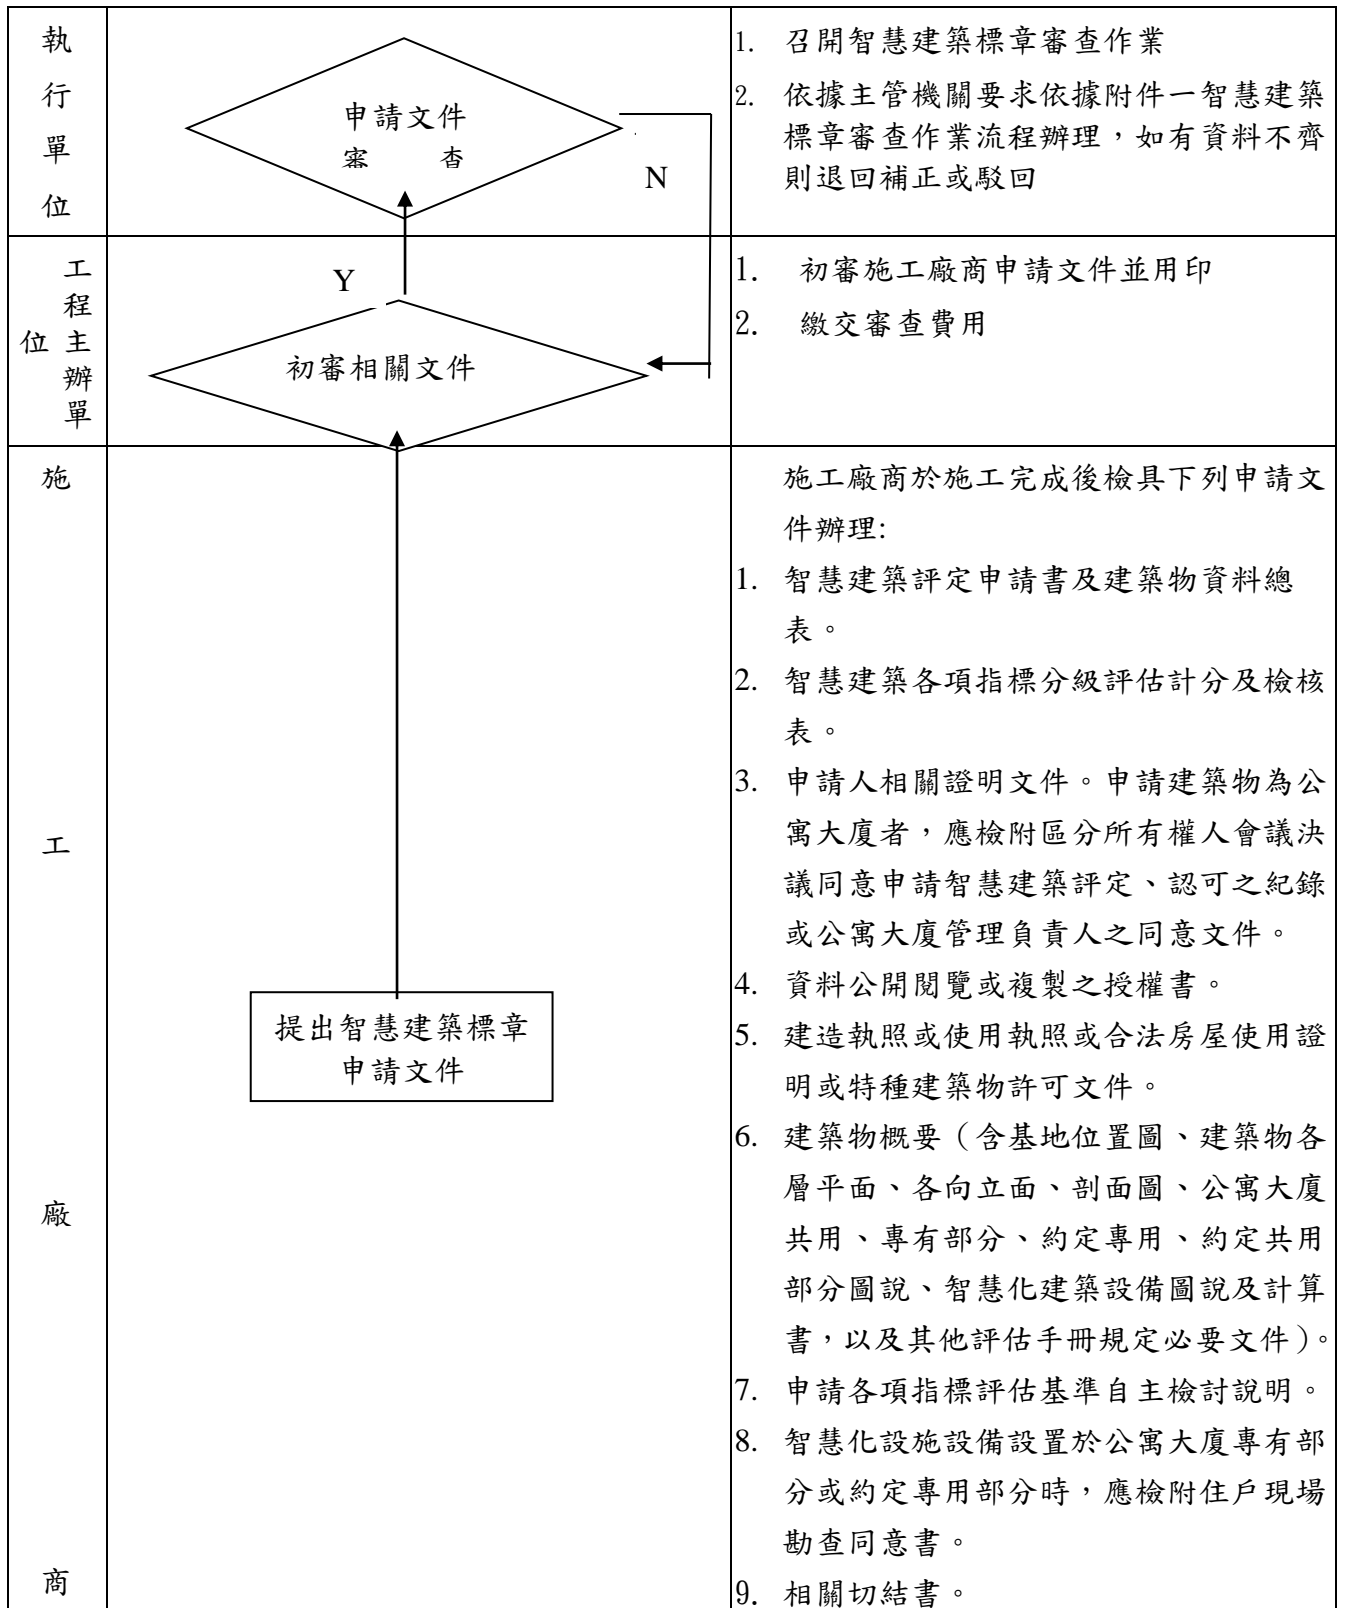 執
行
單
位
申請文件
審 查
N
1. 召開智慧建築標章審查作業
2. 依據主管機關要求依據附件一智慧建築
標章審查作業流程辦理，如有資料不齊
則退回補正或駁回
工
程
主
辦
單
位
Y
初審相關文件
1. 初審施工廠商申請文件並用印
2. 繳交審查費用
施
工
廠
商
提出智慧建築標章
申請文件
施工廠商於施工完成後檢具下列申請文
件辦理:
1. 智慧建築評定申請書及建築物資料總
表。
2. 智慧建築各項指標分級評估計分及檢核
表。
3. 申請人相關證明文件。申請建築物為公
寓大廈者，應檢附區分所有權人會議決
議同意申請智慧建築評定、認可之紀錄
或公寓大廈管理負責人之同意文件。
4. 資料公開閱覽或複製之授權書。
5. 建造執照或使用執照或合法房屋使用證
明或特種建築物許可文件。
6. 建築物概要（含基地位置圖、建築物各
層平面、各向立面、剖面圖、公寓大廈
共用、專有部分、約定專用、約定共用
部分圖說、智慧化建築設備圖說及計算
書，以及其他評估手冊規定必要文件）。
7. 申請各項指標評估基準自主檢討說明。
8. 智慧化設施設備設置於公寓大廈專有部
分或約定專用部分時，應檢附住戶現場
勘查同意書。
9. 相關切結書。